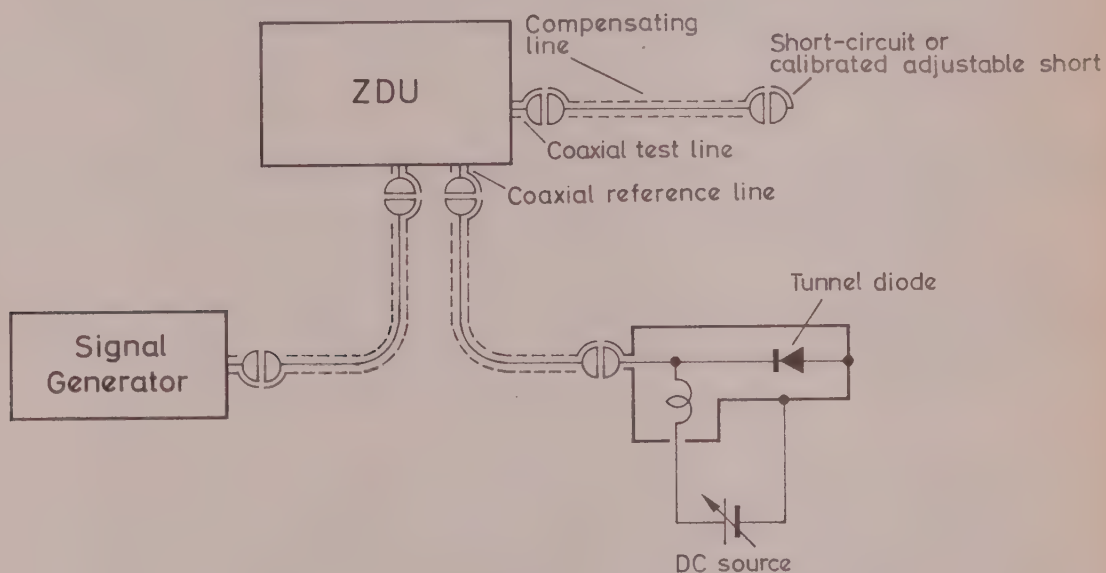 Compensating
line
Short-circuit or
calibrated adjustable short
ZDU
Coaxial test line
Coaxial reference line
Tunnel diode
Signal
Generator
DC source